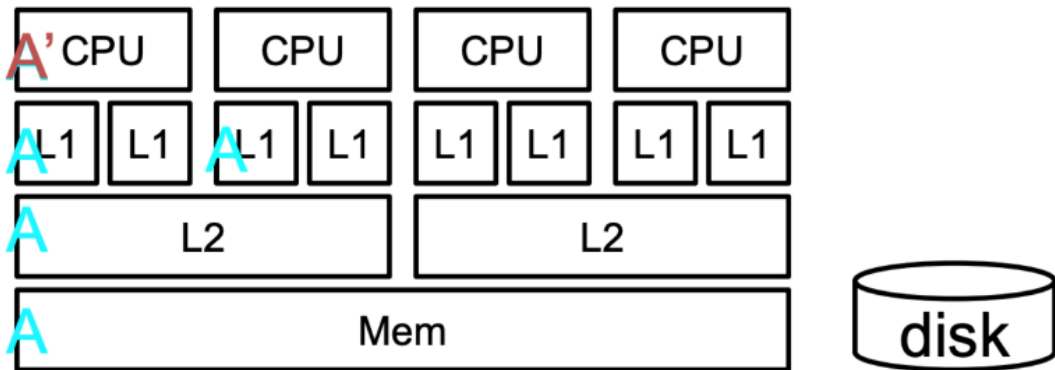 A’ CPU CPU CPU CPU
A L1 L1 A L1 L1 L1 L1 L1 L1
A L2 L2
A Mem
disk